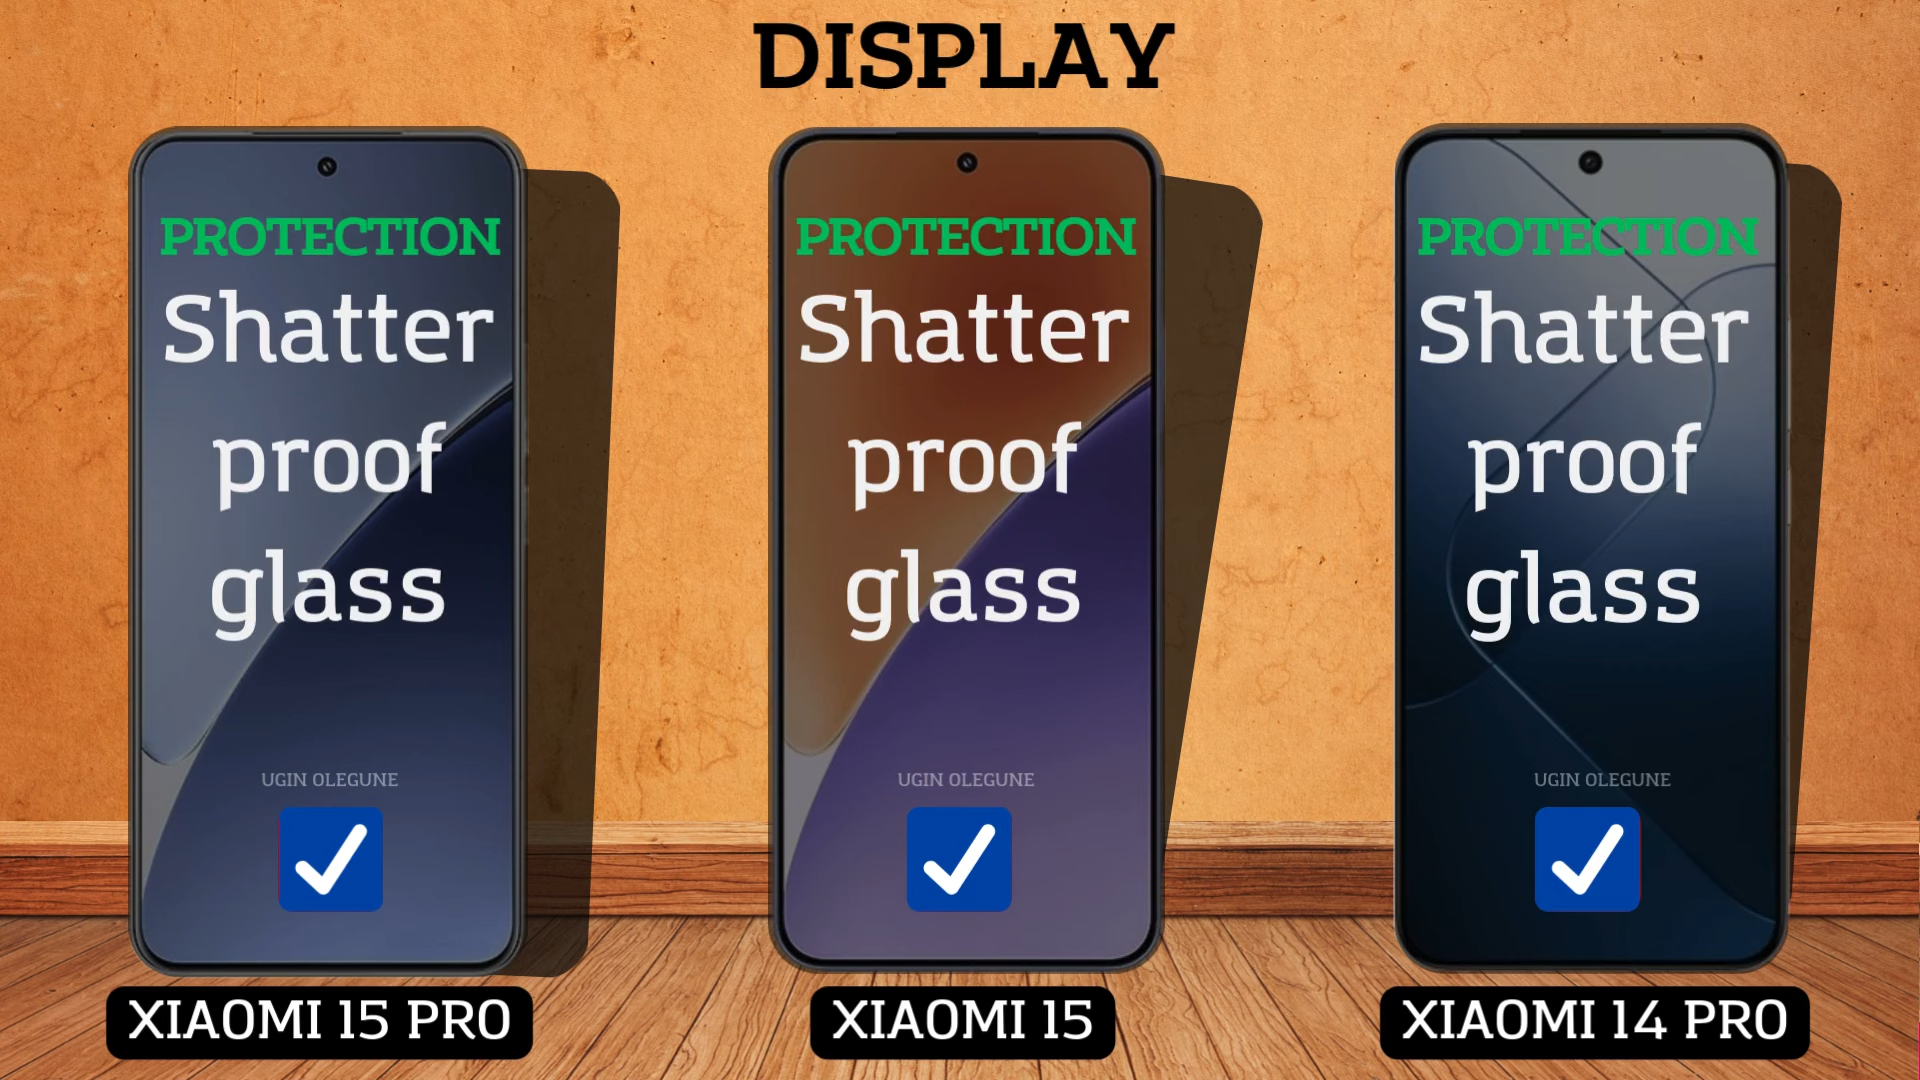 DISPLAY
PROTECTION
Shatter
proof
glass
UGIN OLEGUNE
XIAOMI 15 PRO
PROTECTION
Shatter
proof
glass
UGIN OLEGUNE
XIAOMI 15
PROTECTION
Shatter
proof
glass
UGIN OLEGUNE
XIAOMI 14 PRO